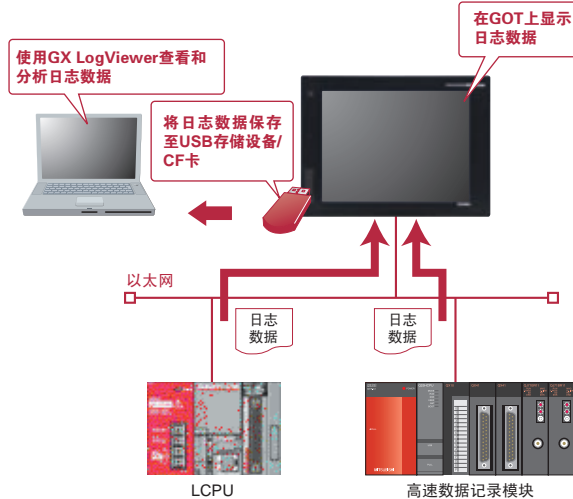 在GOT上显示
日志数据
使用GX LogViewer查看和
分析日志数据
将日志数据保存
至USB存储设备/
CF卡
以太网
日志
数据
日志
数据
LCPU
高速数据记录模块